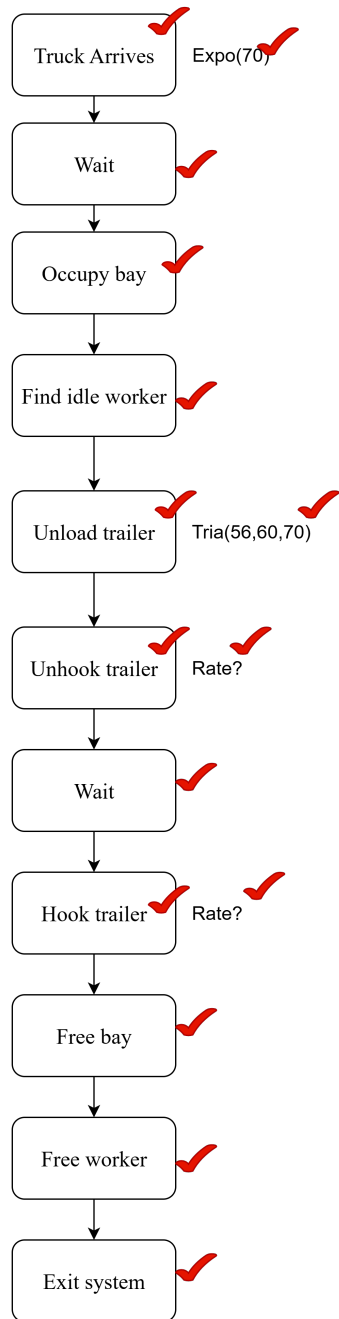 Truck Arrives
Expo(70)
Wait
Occupy bay
Find idle worker
Unload trailer
Tria(56,60,70)
Unhook trailer
Rate?
Wait
Hook trailer
Rate?
Free bay
Free worker
Exit system